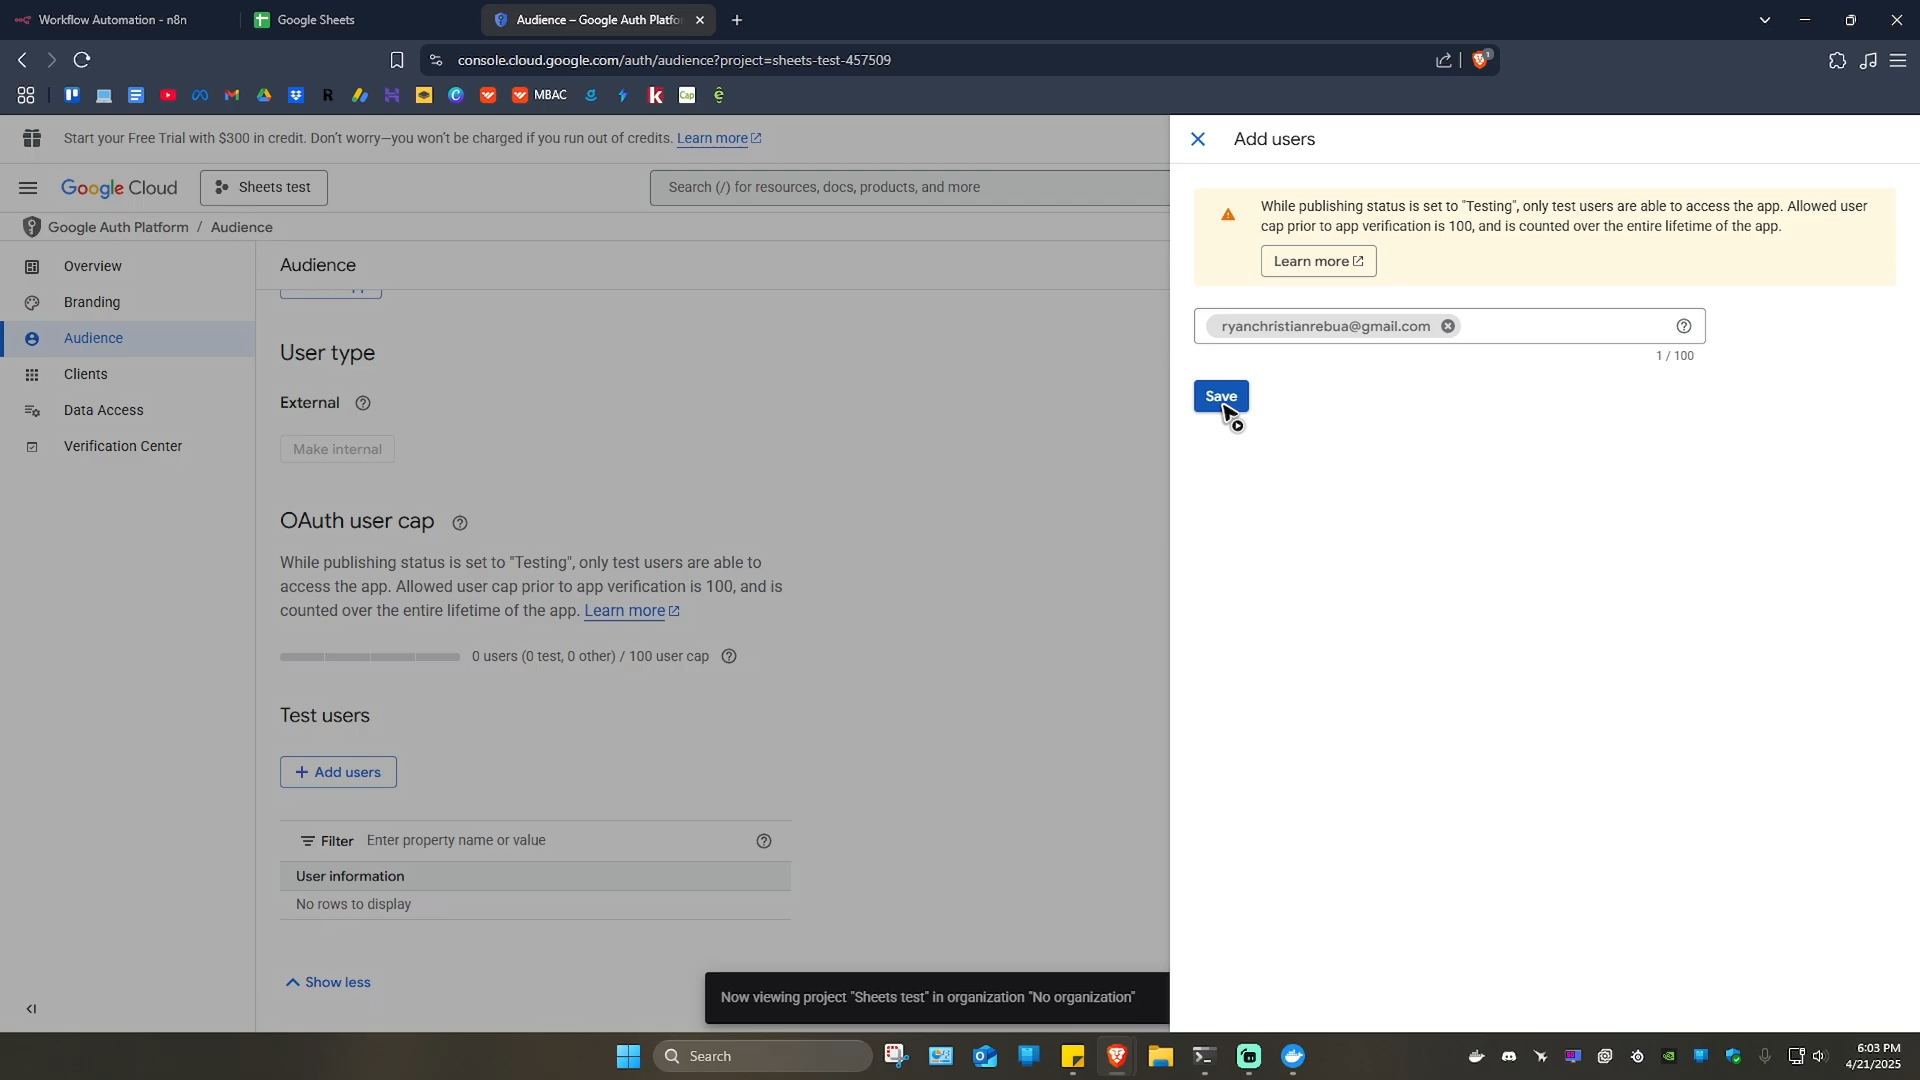 Workflow Automation - n8n
Google Sheets
Audience – Google Auth Platfo
console.cloud.google.com/auth/audience?project=sheets-test-457509
1
MBAC
Cap
Start your Free Trial with $300 in credit. Don't worry—you won't be charged if you run out of credits. Learn more
Google Cloud
Sheets test
Search (/) for resources, docs, products, and more
Google Auth Platform / Audience
Overview
Branding
Audience
Clients
Data Access
Verification Center
Audience
User type
External
Make internal
OAuth user cap
While publishing status is set to "Testing", only test users are able to
access the app. Allowed user cap prior to app verification is 100, and is
counted over the entire lifetime of the app. Learn more
0 users (0 test, 0 other) / 100 user cap
Test users
+ Add users
Filter Enter property name or value
User information
No rows to display
Show less
Now viewing project "Sheets test" in organization "No organization"
Add users
While publishing status is set to "Testing", only test users are able to access the app. Allowed user
cap prior to app verification is 100, and is counted over the entire lifetime of the app.
Learn more
ryanchristianrebua@gmail.com
1 / 100
Save
Search
6:03 PM
4/21/2025